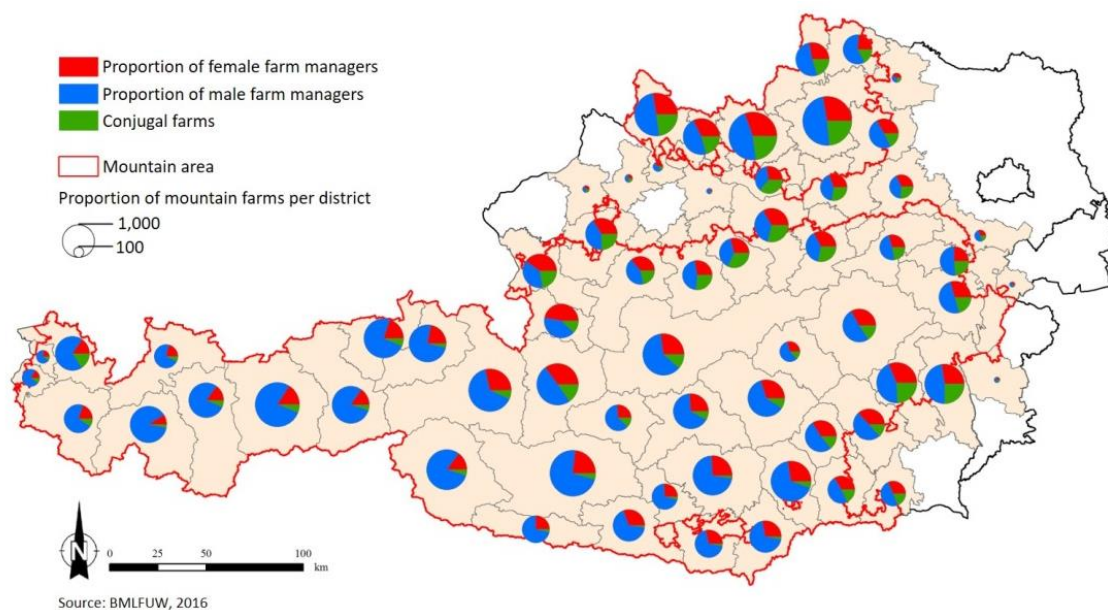 Proportion of female farm managers
Proportion of male farm managers
Conjugal farms
Mountain area
Proportion of mountain farms per district
1,000
100
N
0 25 50 100
km
Source: BMLFUW, 2016